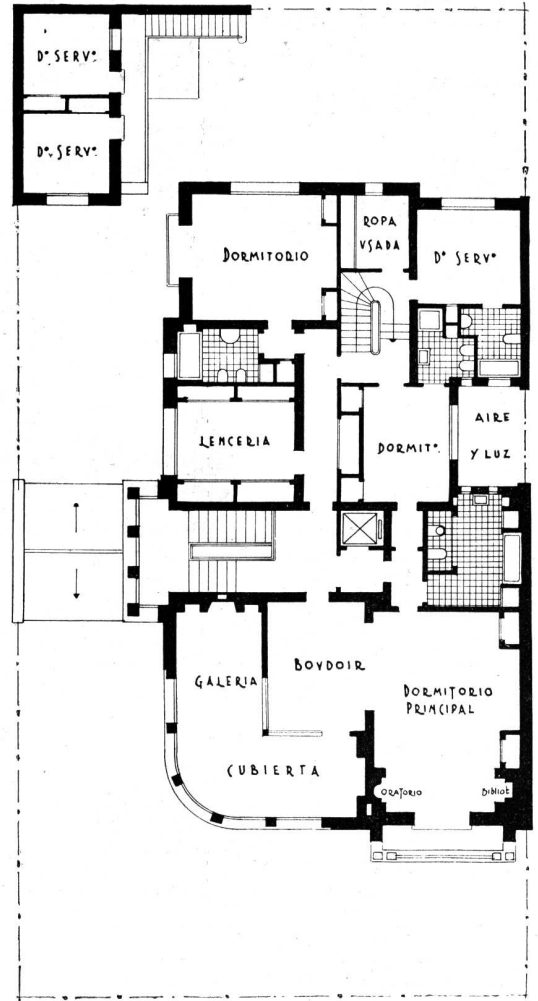 Dº. SERVº.
Dº. SERVº.
ROPA
VSADA
DORMITORIO
Dº SERVº
AIRE
Y LUZ
LENCERIA
DORMITº.
BOVDOIR
GALERIA
DORMITORIO
PRINCIPAL
CUBIERTA
ORATORIO
BIBLIOT